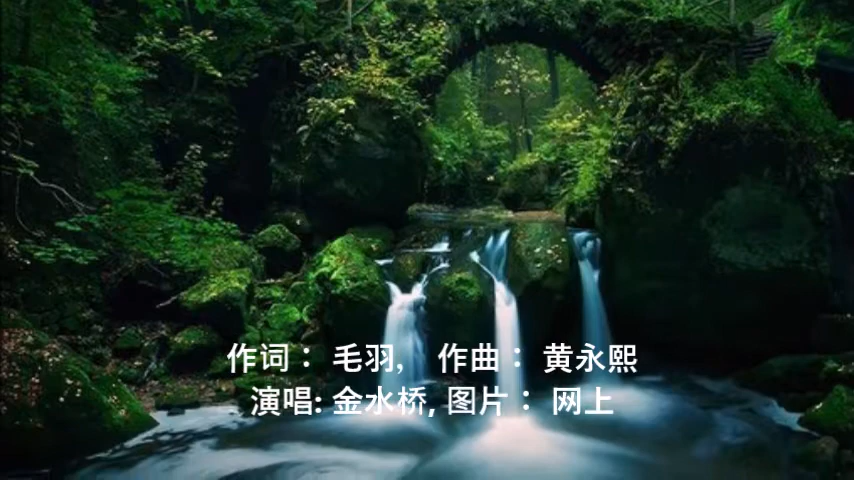 作词： 毛羽,  作曲： 黄永熙
演唱: 金水桥, 图片： 网上